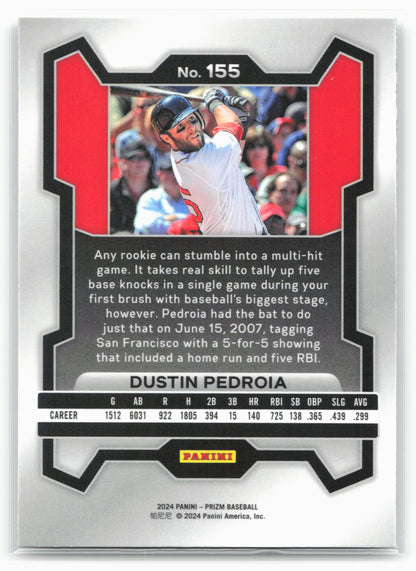 No. 155
Any rookie can stumble into a multi-hit
game. It takes real skill to tally up five
base knocks in a single game during your
first brush with baseball's biggest stage,
however. Pedroia had the bat to do
just that on June 15, 2007, tagging
San Francisco with a 5-for-5 showing
that included a home run and five RBI.
DUSTIN PEDROIA
G AB R H 2B 3B HR RBI SB OBP SLG AVG
CAREER 1512 6031 922 1805 394 15 140 725 138 .365 .439 .299
PANINI
2024 PANINI – PRIZM BASEBALL
帕尼尼 © 2024 Panini America, Inc.